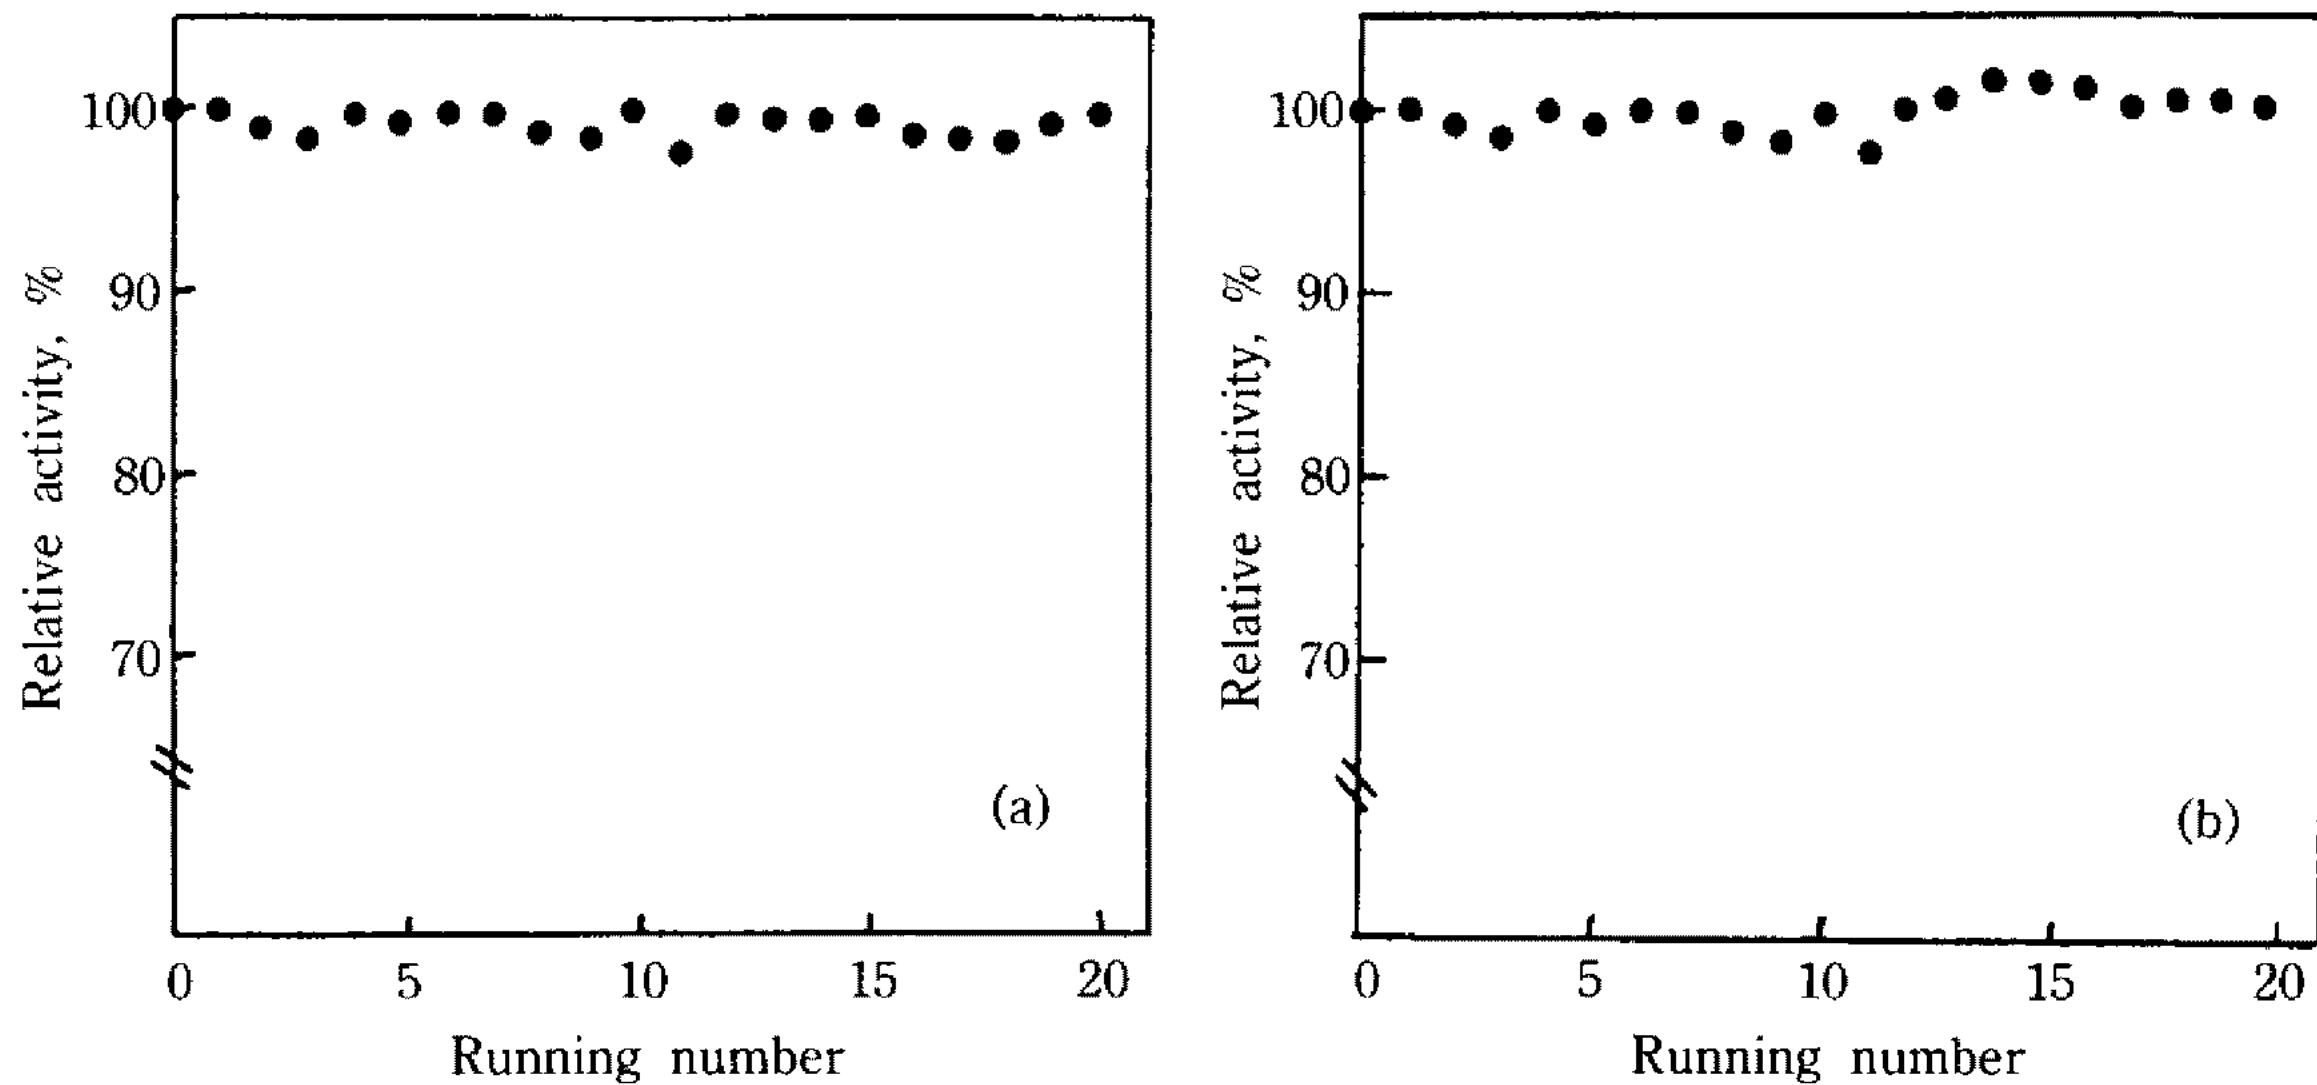 100
90
80
70
Relative activity, %
(a)
0 5 10 15 20
Running number
100
90
80
70
Relative activity, %
(b)
0 5 10 15 20
Running number